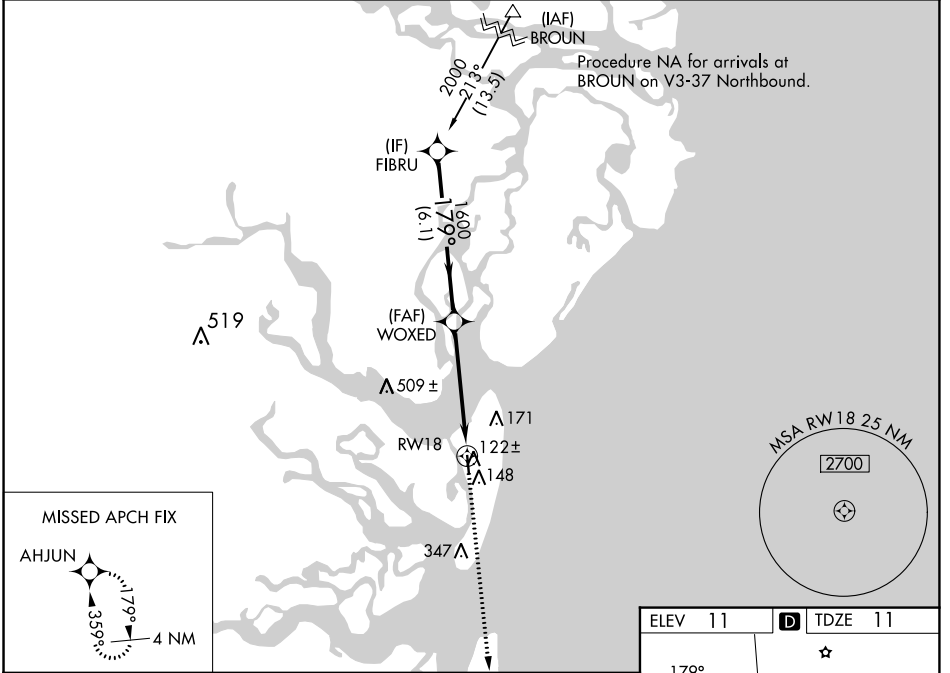 (IAF)
BROUN
Procedure NA for arrivals at
BROUN on V3-37 Northbound.
2000
213°
(13.5)
(IF)
FIBRU
1600
179°
(6.1)
(FAF)
WOXED
519
509 ±
171
RW18
122±
148
347
MSA RW18 25 NM
2700
MISSED APCH FIX
AHJUN
179°
359°
4 NM
ELEV 11
D
TDZE 11
179°